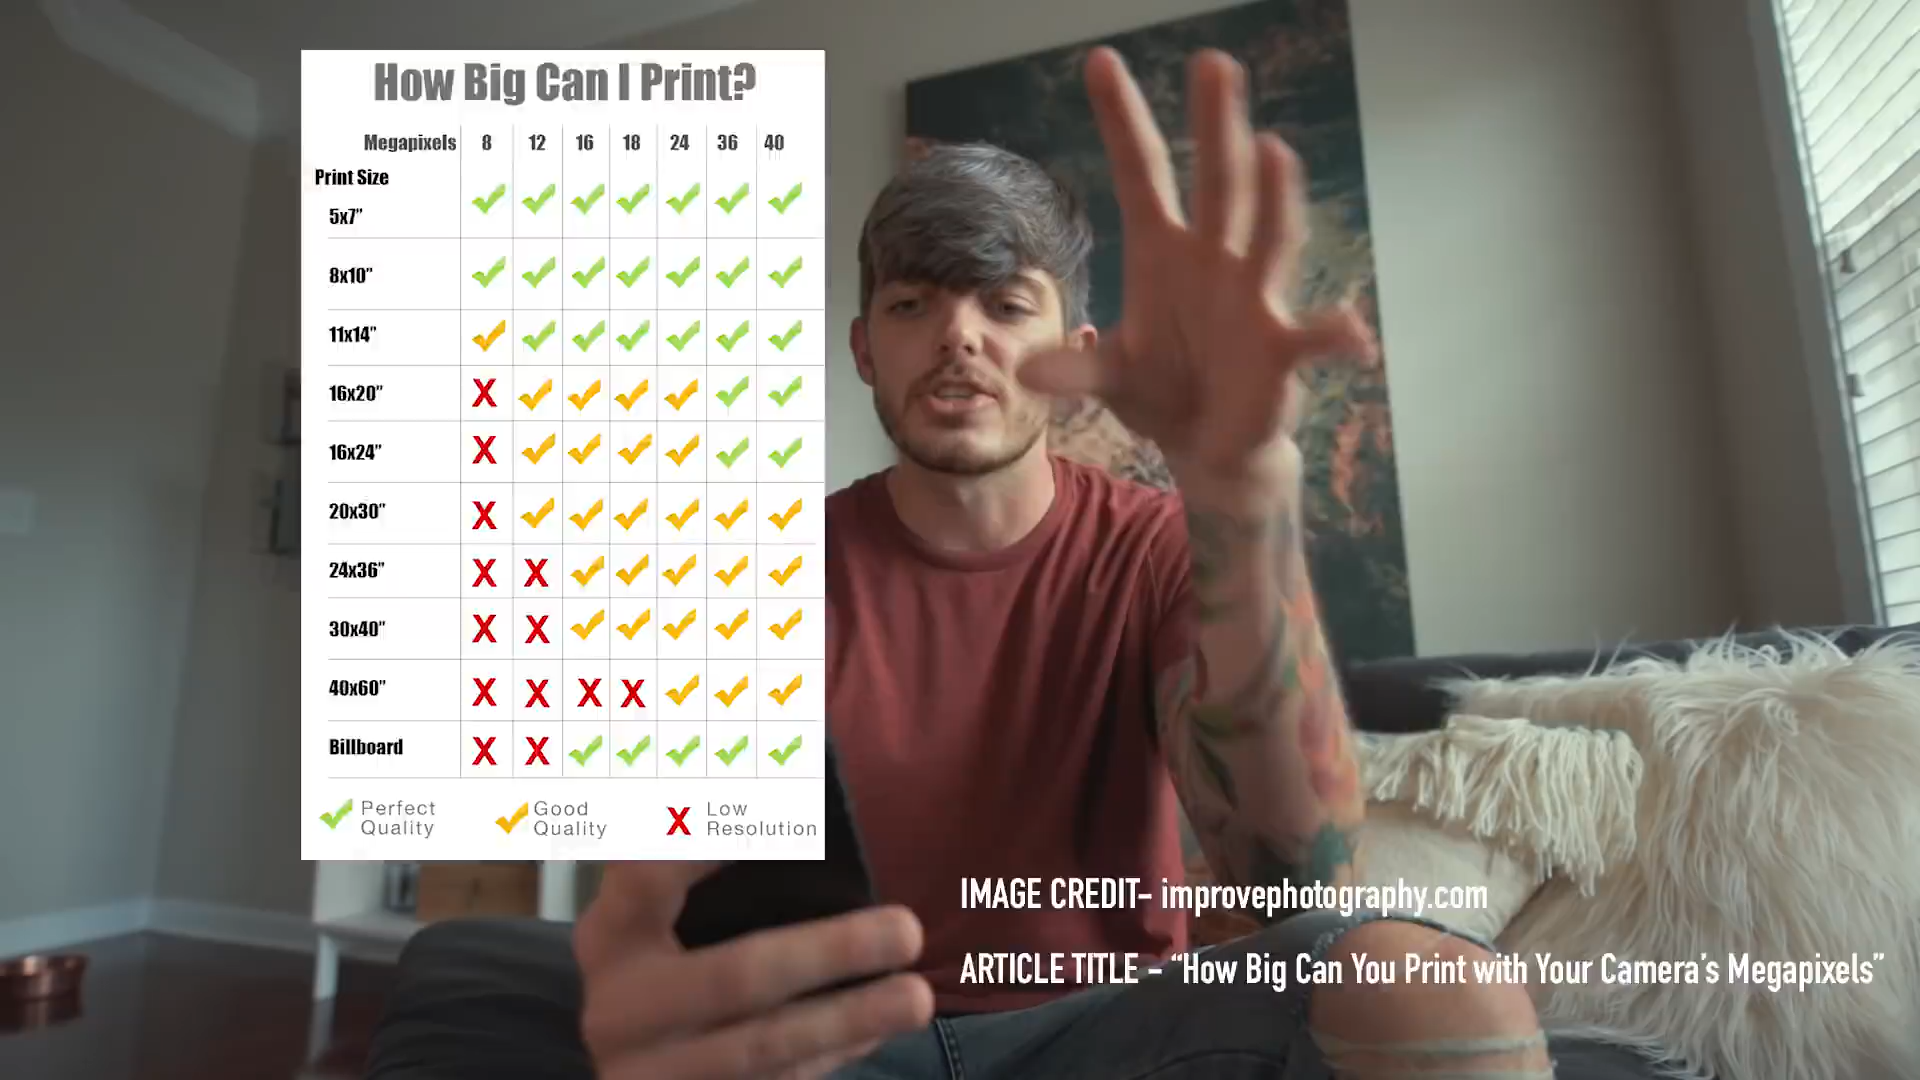 How Big Can I Print?
Megapixels 8 12 16 18 24 36 40
Print Size
5x7”
8x10”
11x14”
16x20” X
16x24” X
20x30” X
24x36” X X
30x40” X X
40x60” X X X X
Billboard X X
Perfect Quality
Good Quality
X Low Resolution
IMAGE CREDIT- improvephotography.com
ARTICLE TITLE - “How Big Can You Print with Your Camera’s Megapixels”